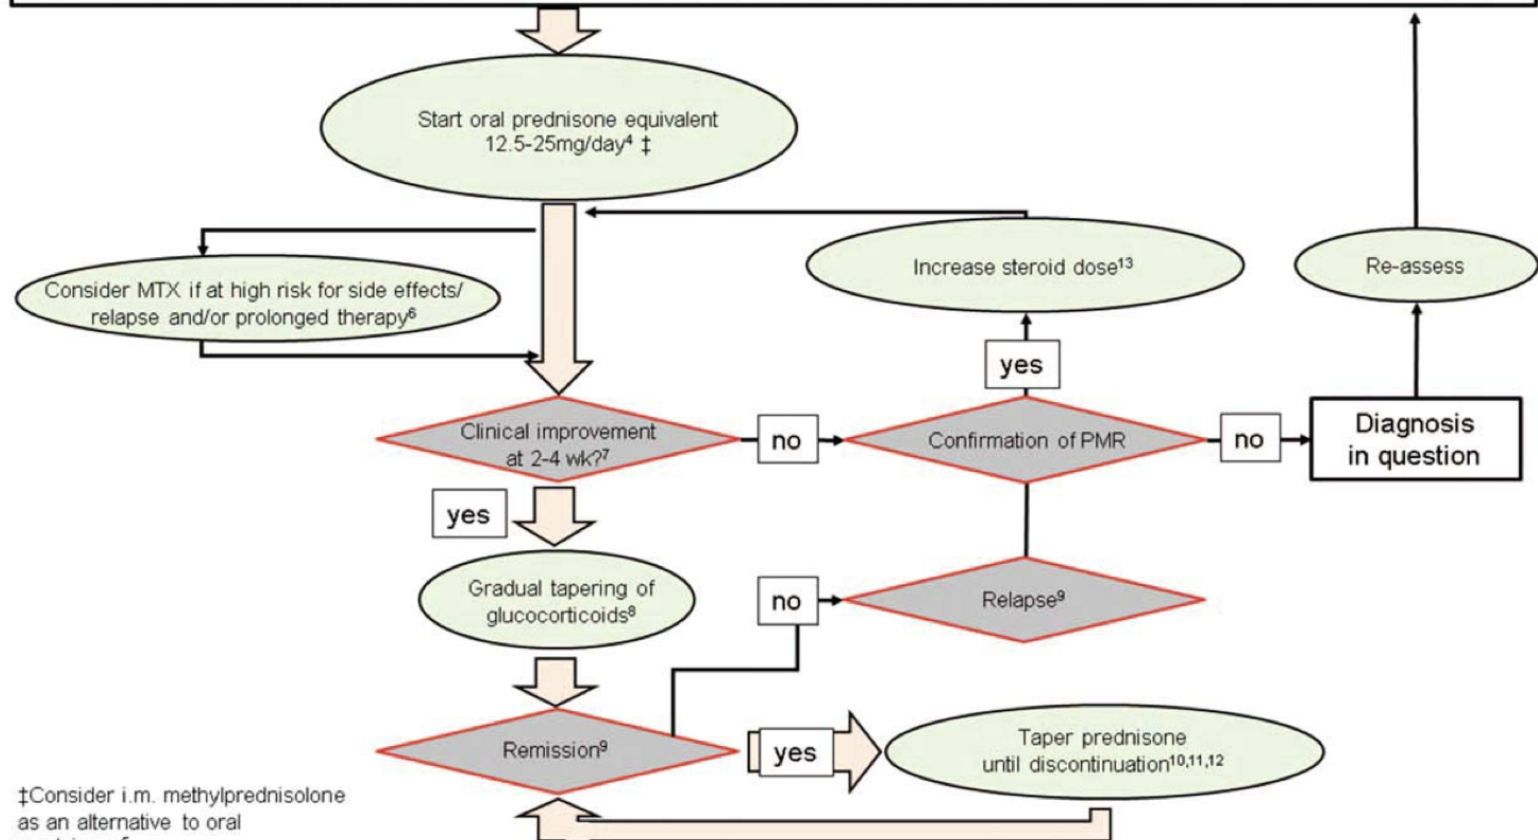 Start oral prednisone equivalent
12.5-25mg/day⁴ ‡
Consider MTX if at high risk for side effects/
relapse and/or prolonged therapy⁶
Increase steroid dose¹³
Re-assess
yes
Clinical improvement
at 2-4 wk?⁷
no
Confirmation of PMR
no
Diagnosis
in question
yes
Gradual tapering of
glucocorticoids⁸
no
Relapse⁹
Remission⁹
yes
Taper prednisone
until discontinuation¹⁰,¹¹,¹²
‡Consider i.m. methylprednisolone
as an alternative to oral